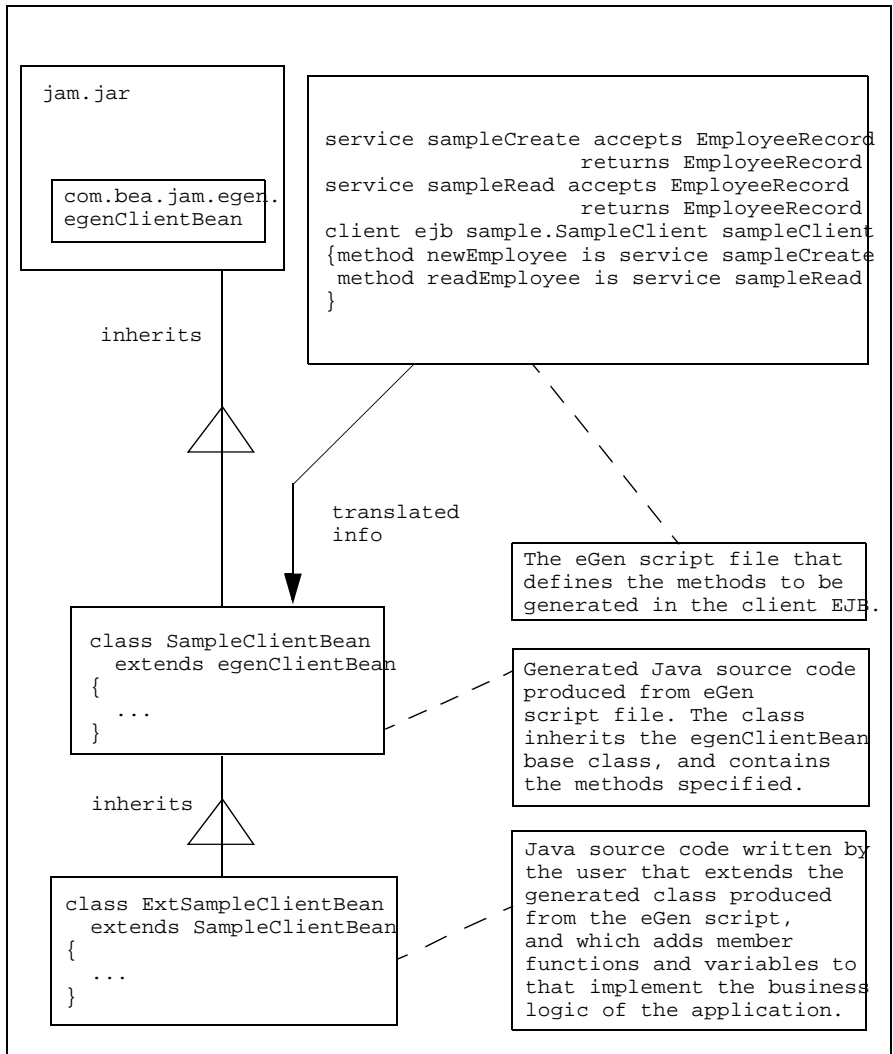 jam.jar
com.bea.jam.egen.
egenClientBean
service sampleCreate accepts EmployeeRecord
returns EmployeeRecord
service sampleRead accepts EmployeeRecord
returns EmployeeRecord
client ejb sample.SampleClient sampleClient
{method newEmployee is service sampleCreate
method readEmployee is service sampleRead
}
inherits
translated
info
The eGen script file that
defines the methods to be
generated in the client EJB.
class SampleClientBean
extends egenClientBean
{
...
}
Generated Java source code
produced from eGen
script file. The class
inherits the egenClientBean
base class, and contains
the methods specified.
inherits
class ExtSampleClientBean
extends SampleClientBean
{
...
}
Java source code written by
the user that extends the
generated class produced
from the eGen script,
and which adds member
functions and variables to
that implement the business
logic of the application.